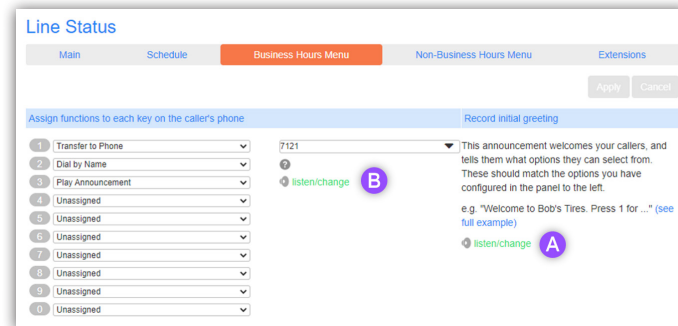 Line Status
Main Schedule Business Hours Menu Non-Business Hours Menu Extensions
Apply Cancel
Assign functions to each key on the caller's phone
1 Transfer to Phone 7121
2 Dial by Name ?
3 Play Announcement listen/change B
4 Unassigned
5 Unassigned
6 Unassigned
7 Unassigned
8 Unassigned
9 Unassigned
0 Unassigned
Record initial greeting
This announcement welcomes your callers, and
tells them what options they can select from.
These should match the options you have
configured in the panel to the left.
e.g. "Welcome to Bob's Tires. Press 1 for ..." (see
full example)
listen/change A